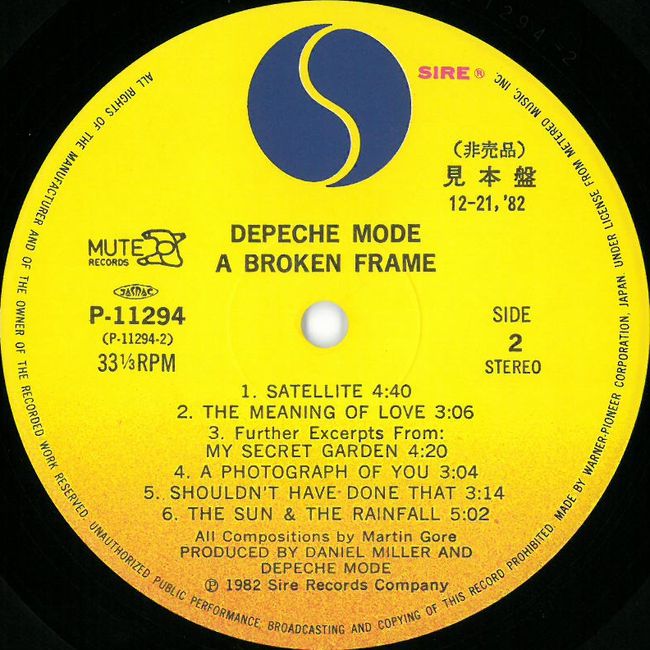 SIRE ®
(非売品)
見本盤
12-21,'82
DEPECHE MODE
A BROKEN FRAME
MUTE
RECORDS
JASRAC
P-11294
(P-11294-2)
33⅓RPM
SIDE
2
STEREO
1. SATELLITE 4:40
2. THE MEANING OF LOVE 3:06
3. Further Excerpts From:
MY SECRET GARDEN 4:20
4. A PHOTOGRAPH OF YOU 3:04
5. SHOULDN'T HAVE DONE THAT 3:14
6. THE SUN & THE RAINFALL 5:02
All Compositions by Martin Gore
PRODUCED BY DANIEL MILLER AND
DEPECHE MODE
℗ 1982 Sire Records Company
ALL RIGHTS OF THE MANUFACTURER AND OF THE OWNER OF THE RECORDED WORK RESERVED. UNAUTHORIZED PUBLIC PERFORMANCE, BROADCASTING AND COPYING OF THIS RECORD PROHIBITED. MADE BY WARNER-PIONEER CORPORATION, JAPAN UNDER LICENSE FROM METERED MUSIC, INC.